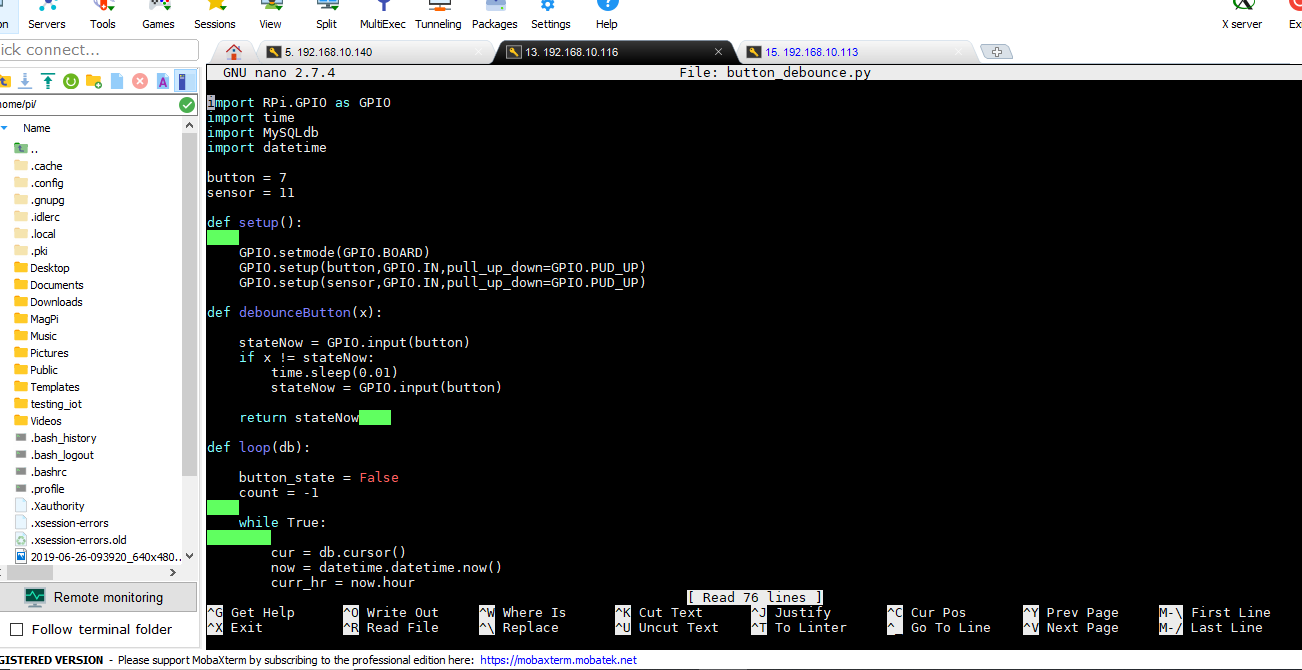 on Servers Tools Games Sessions View Split MultiExec Tunneling Packages Settings Help X server Ex
ick connect...
5. 192.168.10.140 13. 192.168.10.116 15. 192.168.10.113
GNU nano 2.7.4 File: button_debounce.py
ome/pi/
Name
..
.cache
.config
.gnupg
.idlerc
.local
.pki
Desktop
Documents
Downloads
MagPi
Music
Pictures
Public
Templates
testing_iot
Videos
.bash_history
.bash_logout
.bashrc
.profile
.Xauthority
.xsession-errors
.xsession-errors.old
2019-06-26-093920_640x480..
Remote monitoring
Follow terminal folder
import RPi.GPIO as GPIO
import time
import MySQLdb
import datetime
button = 7
sensor = 11
def setup():
GPIO.setmode(GPIO.BOARD)
GPIO.setup(button,GPIO.IN,pull_up_down=GPIO.PUD_UP)
GPIO.setup(sensor,GPIO.IN,pull_up_down=GPIO.PUD_UP)
def debounceButton(x):
stateNow = GPIO.input(button)
if x != stateNow:
time.sleep(0.01)
stateNow = GPIO.input(button)
return stateNow
def loop(db):
button_state = False
count = -1
while True:
cur = db.cursor()
now = datetime.datetime.now()
curr_hr = now.hour
[ Read 76 lines ]
^G Get Help ^O Write Out ^W Where Is ^K Cut Text ^J Justify ^C Cur Pos ^Y Prev Page M-\ First Line
^X Exit ^R Read File ^\ Replace ^U Uncut Text ^T To Linter ^_ Go To Line ^V Next Page M-/ Last Line
GISTERED VERSION - Please support MobaXterm by subscribing to the professional edition here: https://mobaxterm.mobatek.net